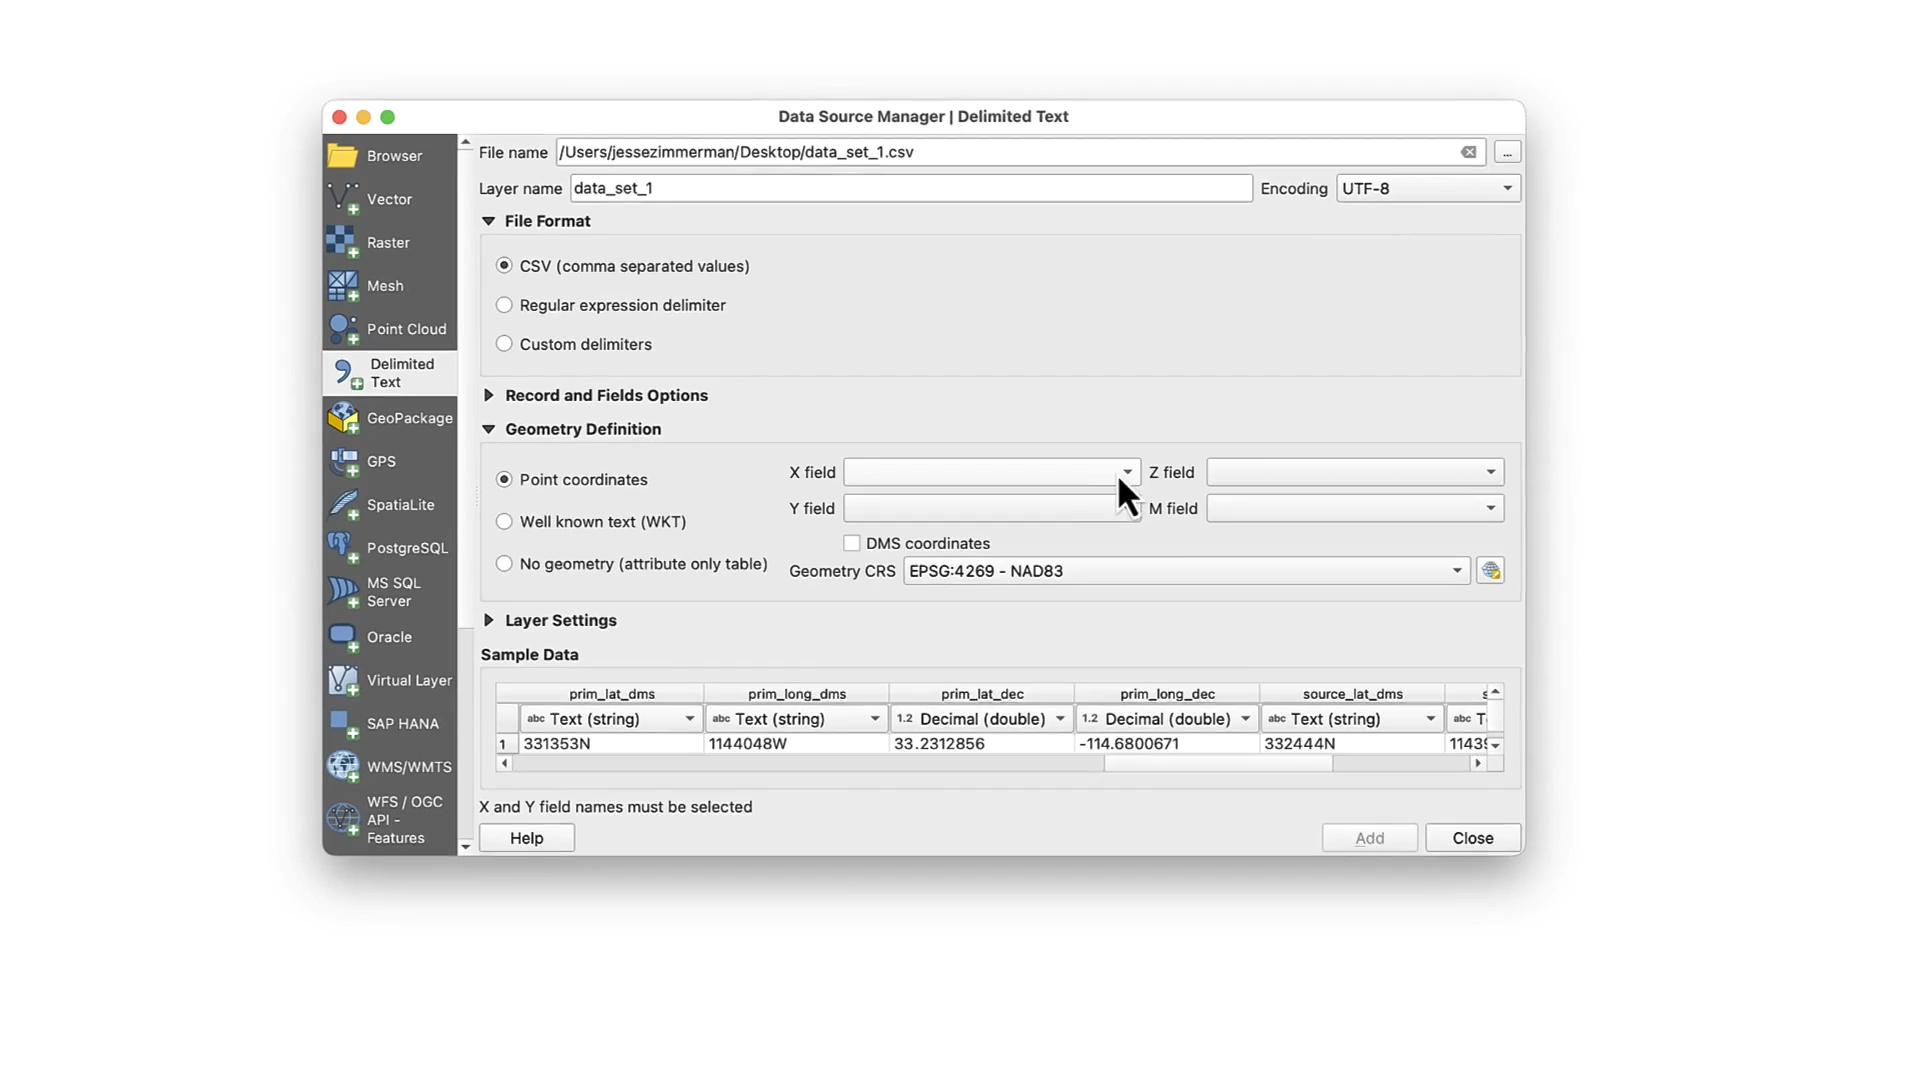 Data Source Manager | Delimited Text
Browser
Vector
Raster
Mesh
Point Cloud
Delimited
Text
GeoPackage
GPS
SpatiaLite
PostgreSQL
MS SQL
Server
Oracle
Virtual Layer
SAP HANA
WMS/WMTS
WFS / OGC
API -
Features
File name /Users/jessezimmerman/Desktop/data_set_1.csv ...
Layer name data_set_1 Encoding UTF-8
File Format
CSV (comma separated values)
Regular expression delimiter
Custom delimiters
Record and Fields Options
Geometry Definition
Point coordinates
Well known text (WKT)
No geometry (attribute only table)
X field Z field
Y field M field
DMS coordinates
Geometry CRS EPSG:4269 - NAD83
Layer Settings
Sample Data
prim_lat_dms prim_long_dms prim_lat_dec prim_long_dec source_lat_dms
abc Text (string) abc Text (string) 1.2 Decimal (double) 1.2 Decimal (double) abc Text (string) abc
1 331353N 1144048W 33.2312856 -114.6800671 332444N
X and Y field names must be selected
Help Add Close